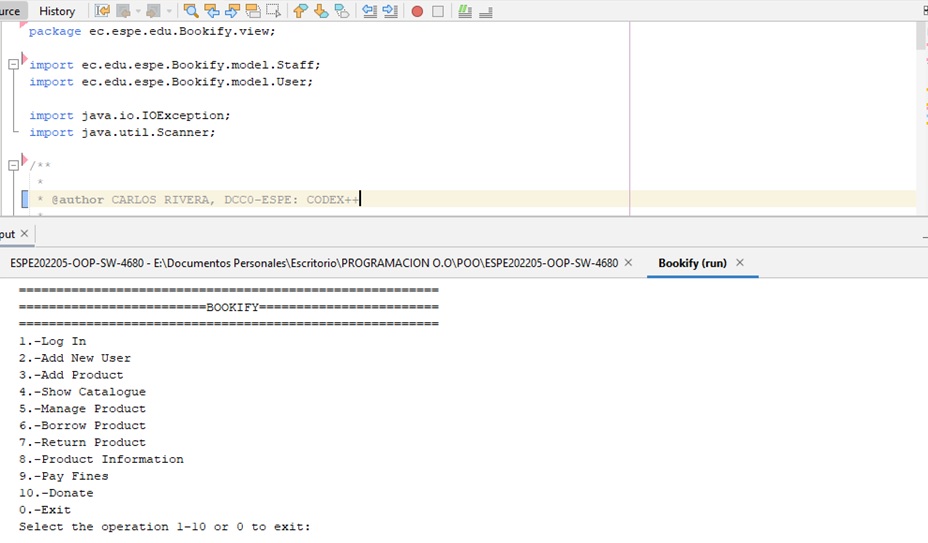 urce History
package ec.espe.edu.Bookify.view;
import ec.edu.espe.Bookify.model.Staff;
import ec.edu.espe.Bookify.model.User;
import java.io.IOException;
import java.util.Scanner;
/**
*
* @author CARLOS RIVERA, DCC0-ESPE: CODEX++
*
put
ESPE202205-OOP-SW-4680 - E:\Documentos Personales\Escritorio\PROGRAMACION O.O\POO\ESPE202205-OOP-SW-4680 Bookify (run)
========================================================
=========================BOOKIFY========================
========================================================
1.-Log In
2.-Add New User
3.-Add Product
4.-Show Catalogue
5.-Manage Product
6.-Borrow Product
7.-Return Product
8.-Product Information
9.-Pay Fines
10.-Donate
0.-Exit
Select the operation 1-10 or 0 to exit: